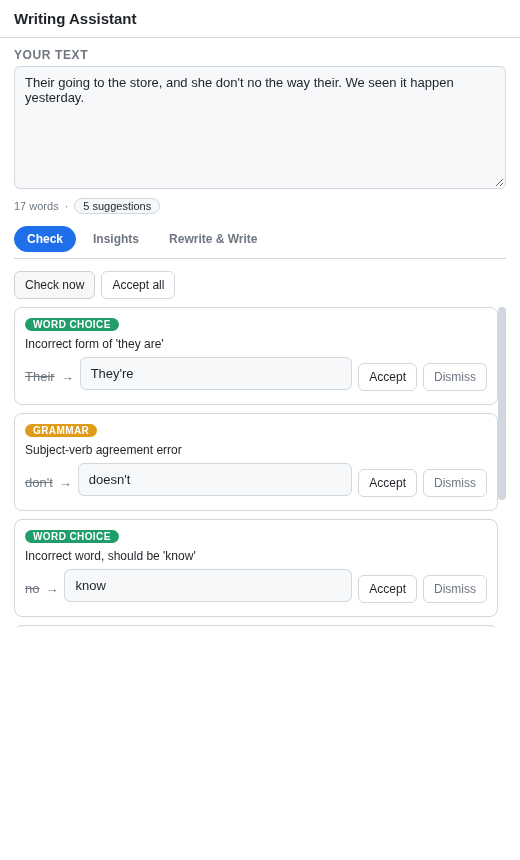 Writing Assistant
YOUR TEXT
Their going to the store, and she don't no the way their. We seen it happen
yesterday.
17 words · 5 suggestions
Check Insights Rewrite & Write
Check now Accept all
WORD CHOICE
Incorrect form of 'they are'
Their → They're Accept Dismiss
GRAMMAR
Subject-verb agreement error
don't → doesn't Accept Dismiss
WORD CHOICE
Incorrect word, should be 'know'
no → know Accept Dismiss